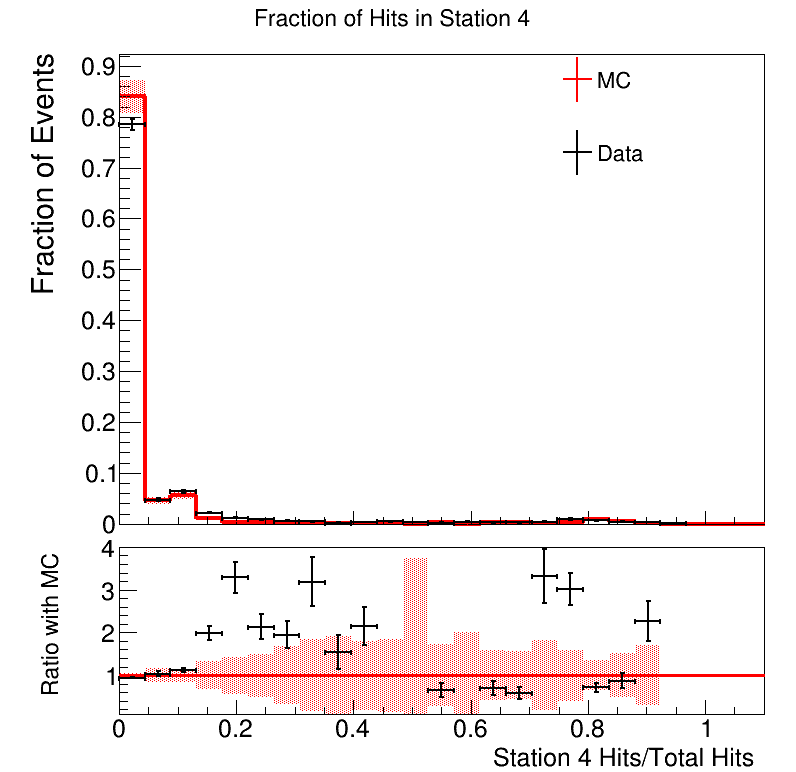 Fraction of Hits in Station 4
Fraction of Events
0.9
0.8
0.7
0.6
0.5
0.4
0.3
0.2
0.1
0
MC
Data
Ratio with MC
4
3
2
1
0 0.2 0.4 0.6 0.8 1
Station 4 Hits/Total Hits